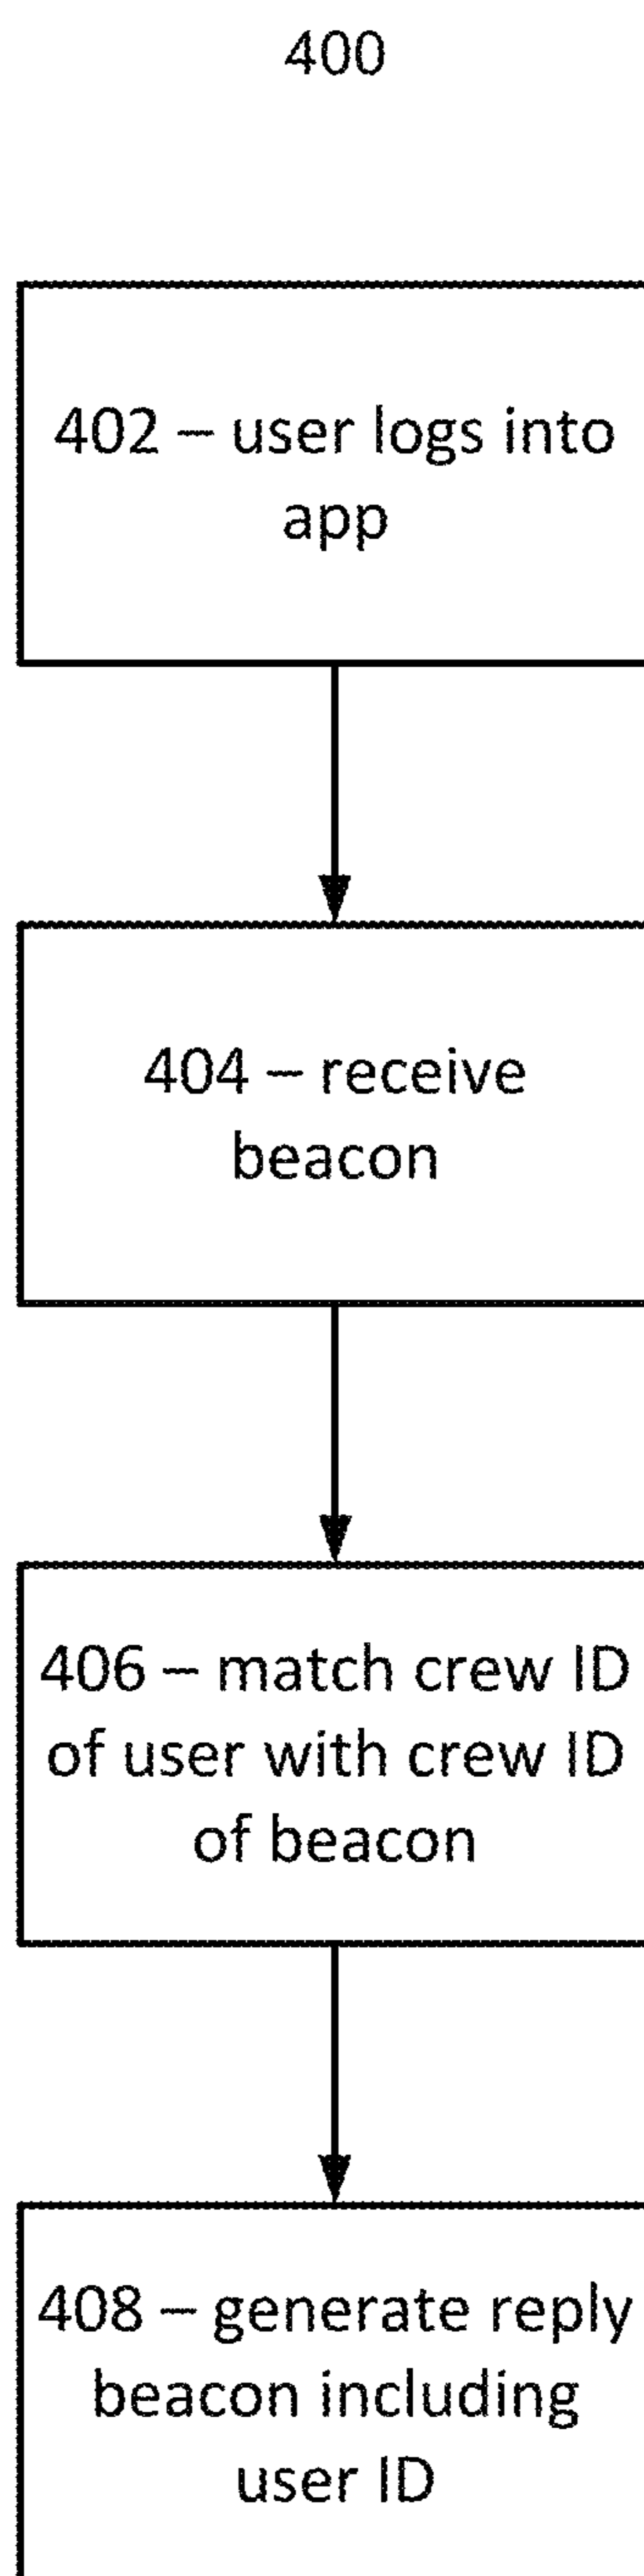 400
402 – user logs into
app
404 – receive
beacon
406 – match crew ID
of user with crew ID
of beacon
408 – generate reply
beacon including
user ID